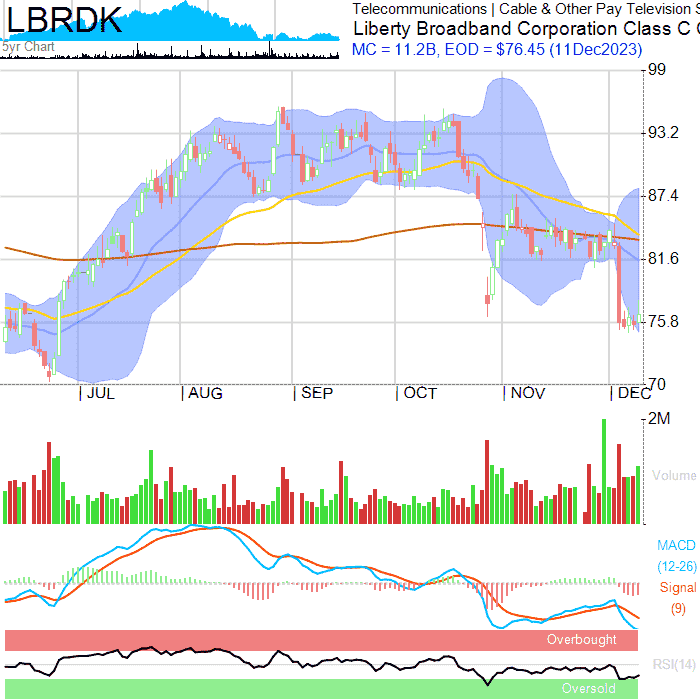 LBRDK
5yr Chart
Telecommunications | Cable & Other Pay Television S
Liberty Broadband Corporation Class C C
MC = 11.2B, EOD = $76.45 (11Dec2023)
99
93.2
87.4
81.6
75.8
70
| JUL | AUG | SEP | OCT | NOV | DEC
2M
Volume
MACD
(12-26)
Signal
(9)
Overbought
RSI(14)
Oversold